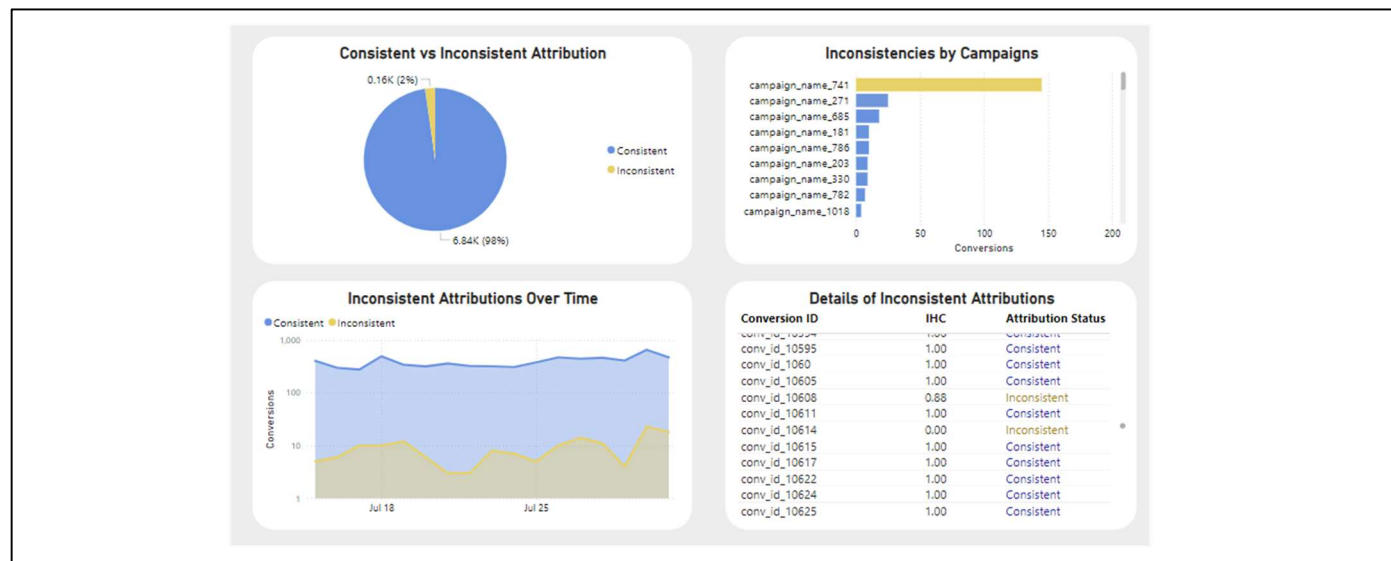 Consistent vs Inconsistent Attribution
0.16K (2%)
Consistent
Inconsistent
6.84K (98%)
Inconsistencies by Campaigns
campaign_name_741
campaign_name_271
campaign_name_685
campaign_name_181
campaign_name_786
campaign_name_203
campaign_name_330
campaign_name_782
campaign_name_1018
0 50 100 150 200
Conversions
Inconsistent Attributions Over Time
Consistent Inconsistent
1,000
100
10
1
Conversions
Jul 18 Jul 25
Details of Inconsistent Attributions
Conversion ID IHC Attribution Status
conv_id_10594 1.00 Consistent
conv_id_10595 1.00 Consistent
conv_id_1060 1.00 Consistent
conv_id_10605 1.00 Consistent
conv_id_10608 0.88 Inconsistent
conv_id_10611 1.00 Consistent
conv_id_10614 0.00 Inconsistent
conv_id_10615 1.00 Consistent
conv_id_10617 1.00 Consistent
conv_id_10622 1.00 Consistent
conv_id_10624 1.00 Consistent
conv_id_10625 1.00 Consistent